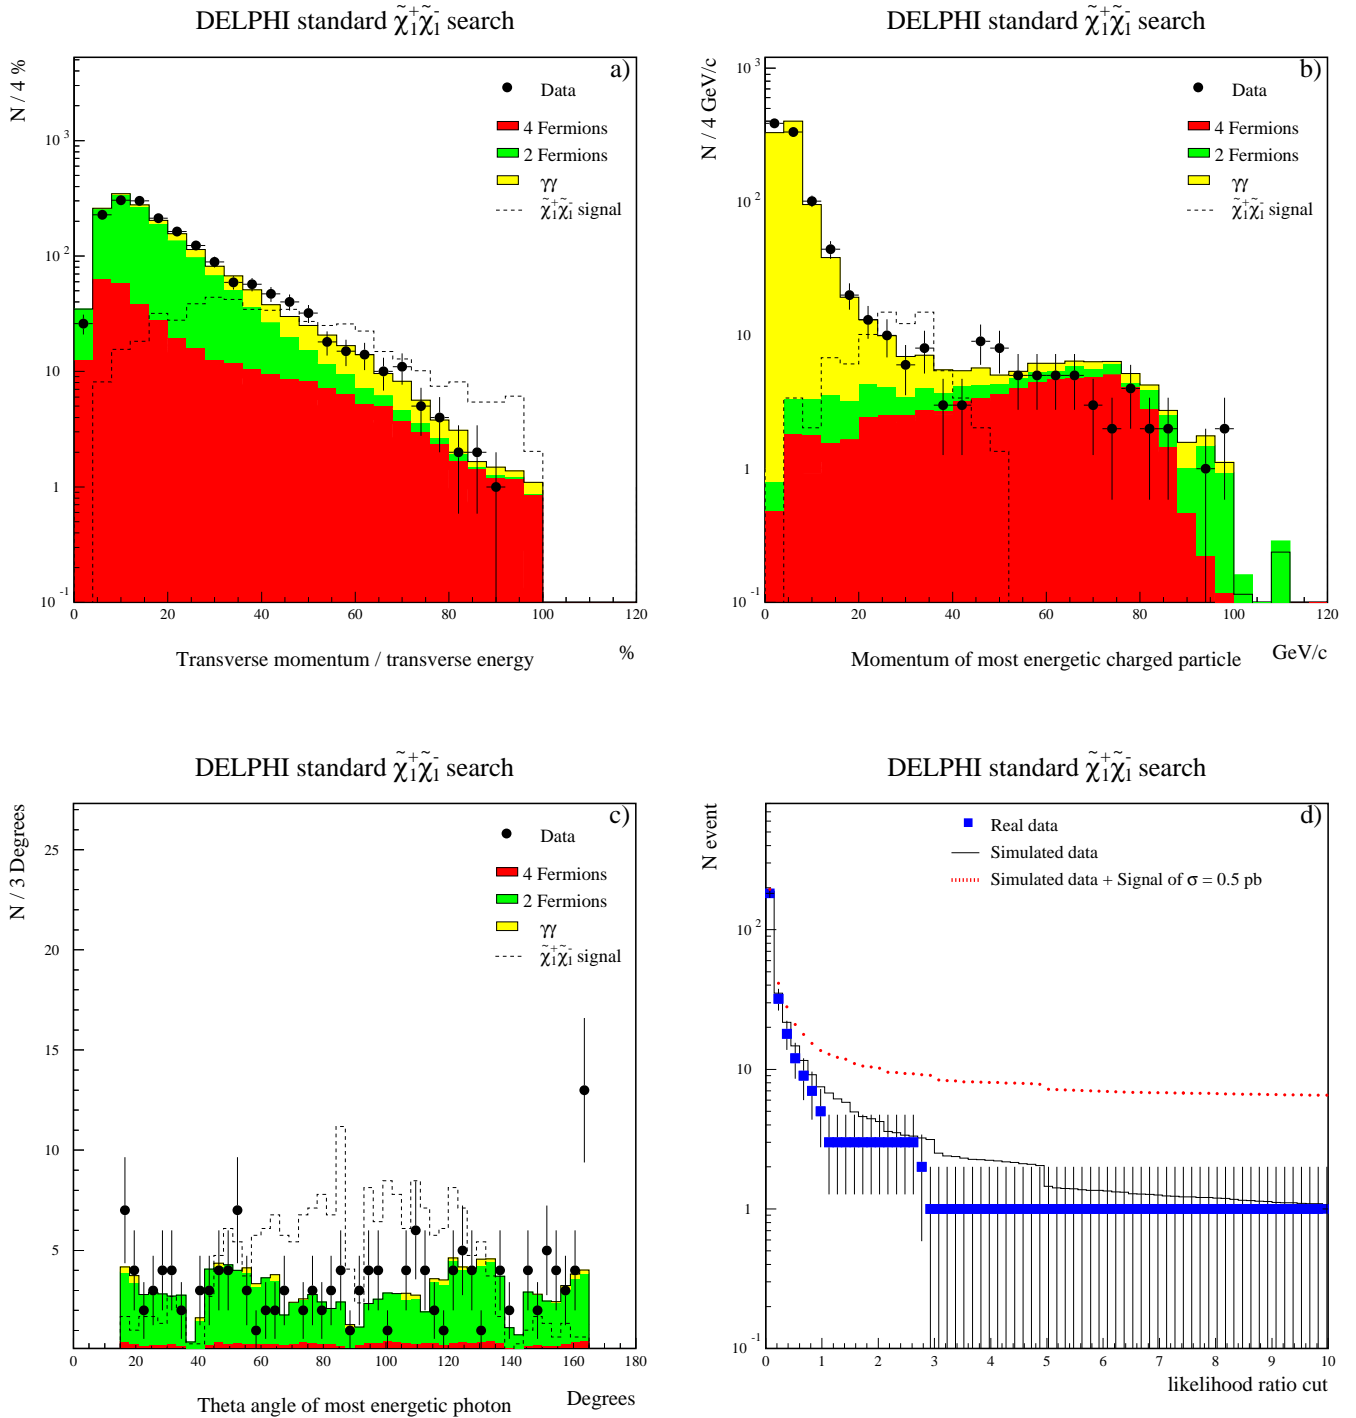 DELPHI standard χ̃₁⁺χ̃₁⁻ search
a)
N / 4 %
Data
4 Fermions
2 Fermions
γγ
χ̃₁⁺χ̃₁⁻ signal
10³
10²
10
1
10⁻¹
0 20 40 60 80 100 120
Transverse momentum / transverse energy %
DELPHI standard χ̃₁⁺χ̃₁⁻ search
b)
N / 4 GeV/c
Data
4 Fermions
2 Fermions
γγ
χ̃₁⁺χ̃₁⁻ signal
10³
10²
10
1
10⁻¹
0 20 40 60 80 100 120
Momentum of most energetic charged particle GeV/c
DELPHI standard χ̃₁⁺χ̃₁⁻ search
c)
N / 3 Degrees
Data
4 Fermions
2 Fermions
γγ
χ̃₁⁺χ̃₁⁻ signal
25
20
15
10
5
0 20 40 60 80 100 120 140 160 180
Theta angle of most energetic photon Degrees
DELPHI standard χ̃₁⁺χ̃₁⁻ search
d)
N event
Real data
Simulated data
Simulated data + Signal of σ = 0.5 pb
10²
10
1
10⁻¹
0 1 2 3 4 5 6 7 8 9 10
likelihood ratio cut